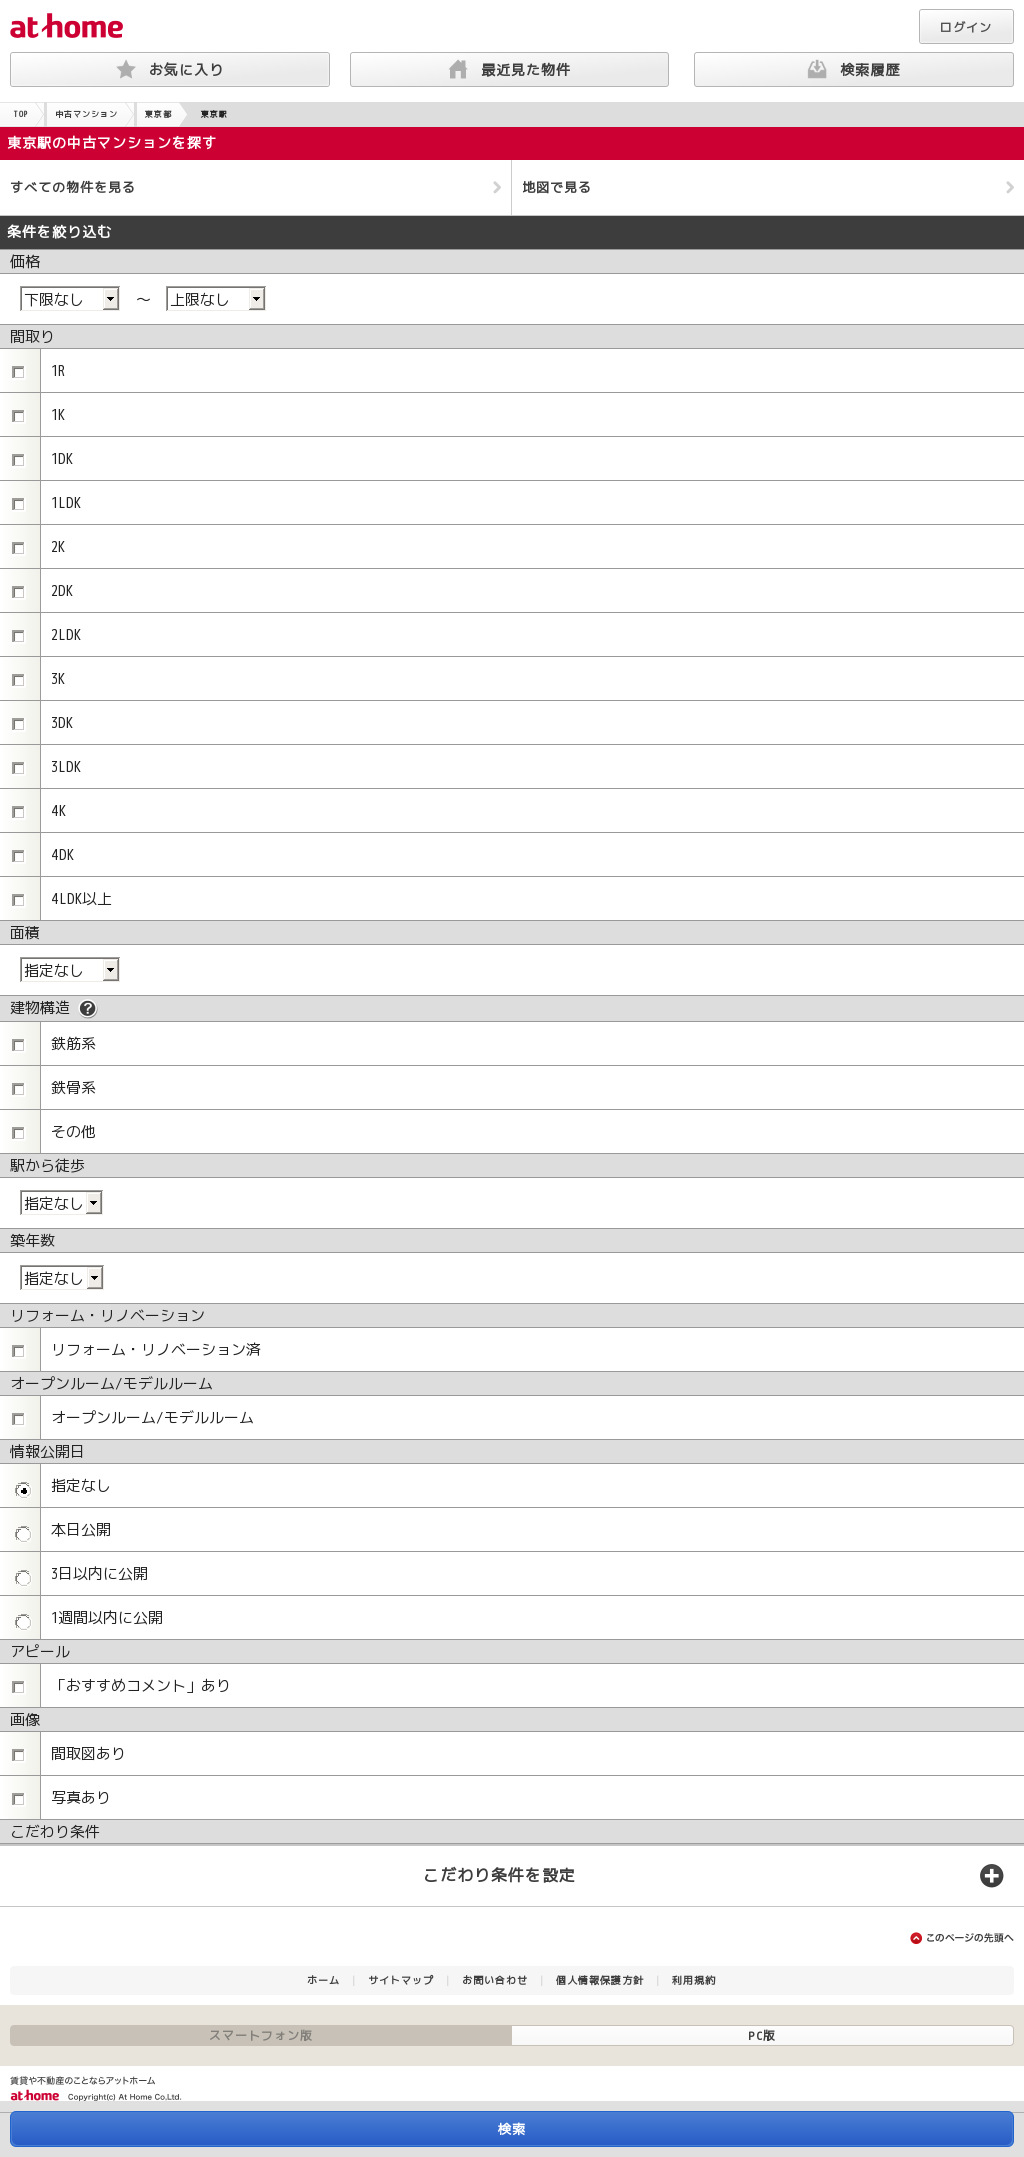 at home
ログイン
お気に入り
最近見た物件
検索履歴
TOP 中古マンション 東京都 東京駅
東京駅の中古マンションを探す
すべての物件を見る
地図で見る
条件を絞り込む
価格
下限なし ～ 上限なし
間取り
1R
1K
1DK
1LDK
2K
2DK
2LDK
3K
3DK
3LDK
4K
4DK
4LDK以上
面積
指定なし
建物構造 ?
鉄筋系
鉄骨系
その他
駅から徒歩
指定なし
築年数
指定なし
リフォーム・リノベーション
リフォーム・リノベーション済
オープンルーム/モデルルーム
オープンルーム/モデルルーム
情報公開日
指定なし
本日公開
3日以内に公開
1週間以内に公開
アピール
「おすすめコメント」あり
画像
間取図あり
写真あり
こだわり条件
こだわり条件を設定
このページの先頭へ
ホーム | サイトマップ | お問い合わせ | 個人情報保護方針 | 利用規約
スマートフォン版
PC版
賃貸や不動産のことならアットホーム
at home Copyright(c) At Home Co.,Ltd.
検索